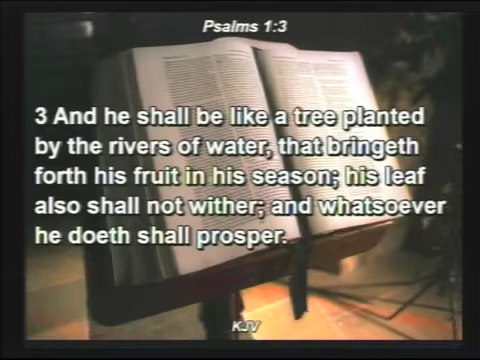 Psalms 1:3
3 And he shall be like a tree planted
by the rivers of water, that bringeth
forth his fruit in his season; his leaf
also shall not wither; and whatsoever
he doeth shall prosper.
KJV